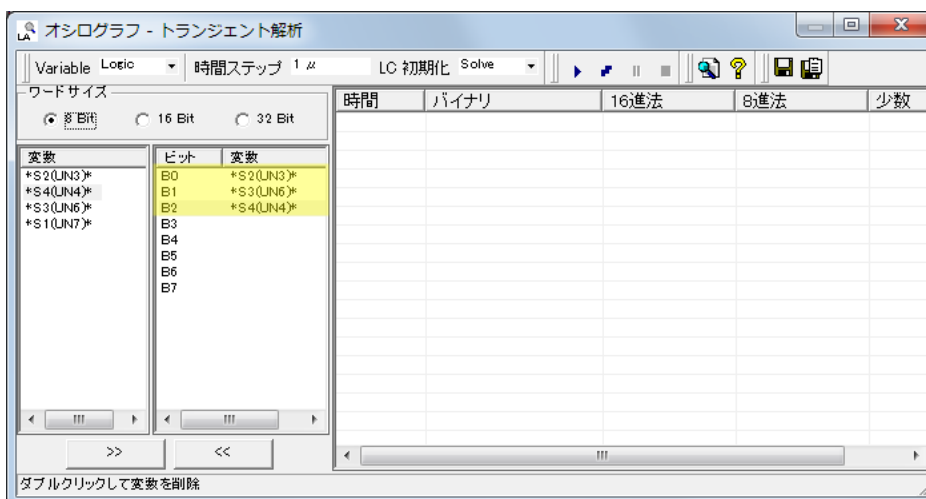 LA オシログラフ - トランジェント解析
Variable Logic 時間ステップ 1 μ LC 初期化 Solve
ワードサイズ
8 Bit 16 Bit 32 Bit
変数
*S2(UN3)*
*S4(UN4)*
*S3(UN6)*
*S1(UN7)*
ビット 変数
B0 *S2(UN3)*
B1 *S3(UN6)*
B2 *S4(UN4)*
B3
B4
B5
B6
B7
時間 バイナリ 16進法 8進法 少数
>> <<
ダブルクリックして変数を削除